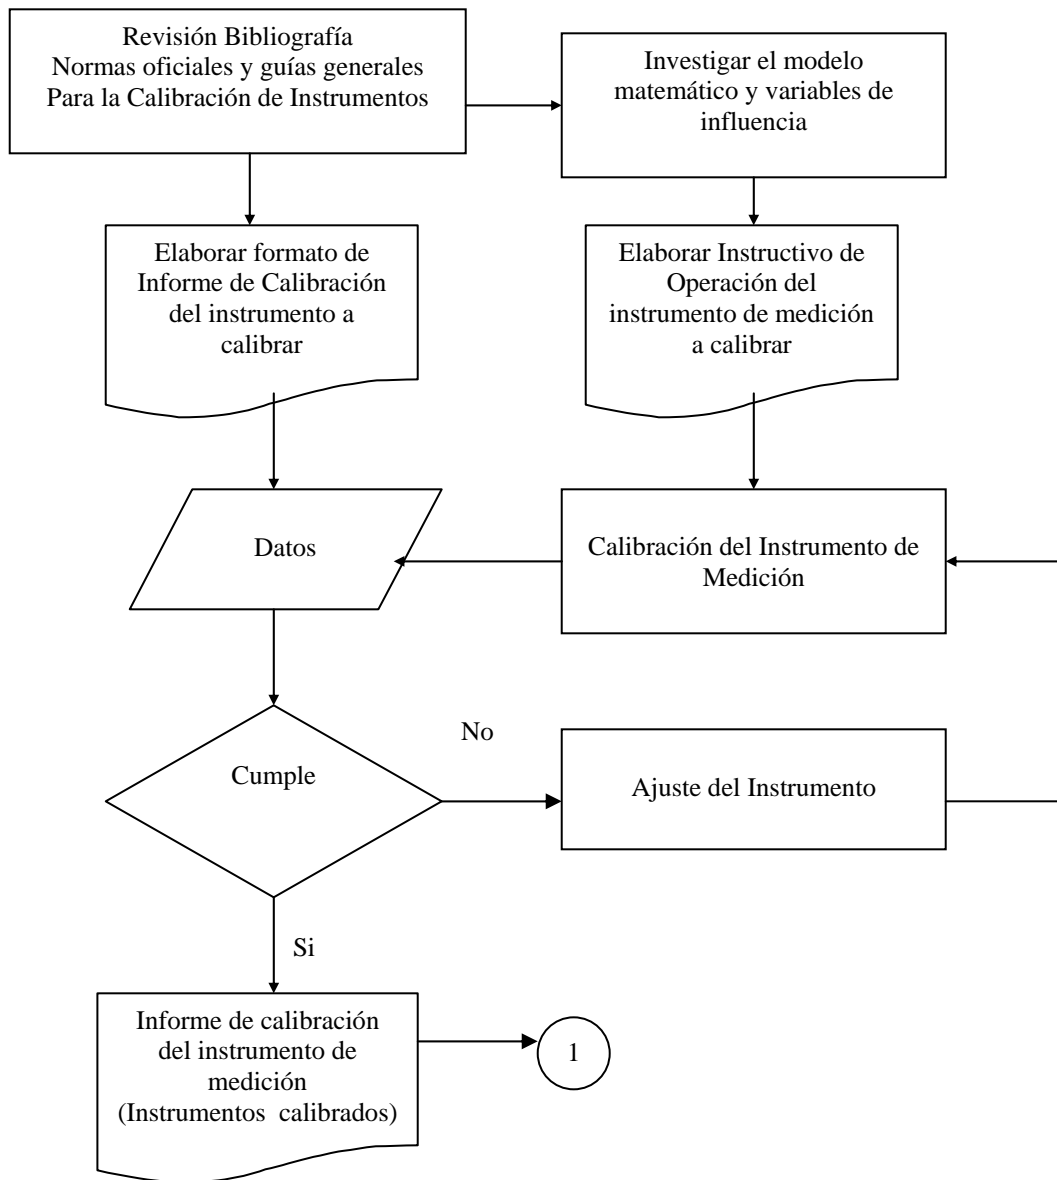 Revisión Bibliografía
Normas oficiales y guías generales
Para la Calibración de Instrumentos
Investigar el modelo
matemático y variables de
influencia
Elaborar formato de
Informe de Calibración
del instrumento a
calibrar
Elaborar Instructivo de
Operación del
instrumento de medición
a calibrar
Datos
Calibración del Instrumento de
Medición
Cumple
No
Ajuste del Instrumento
Si
Informe de calibración
del instrumento de
medición
(Instrumentos calibrados)
1